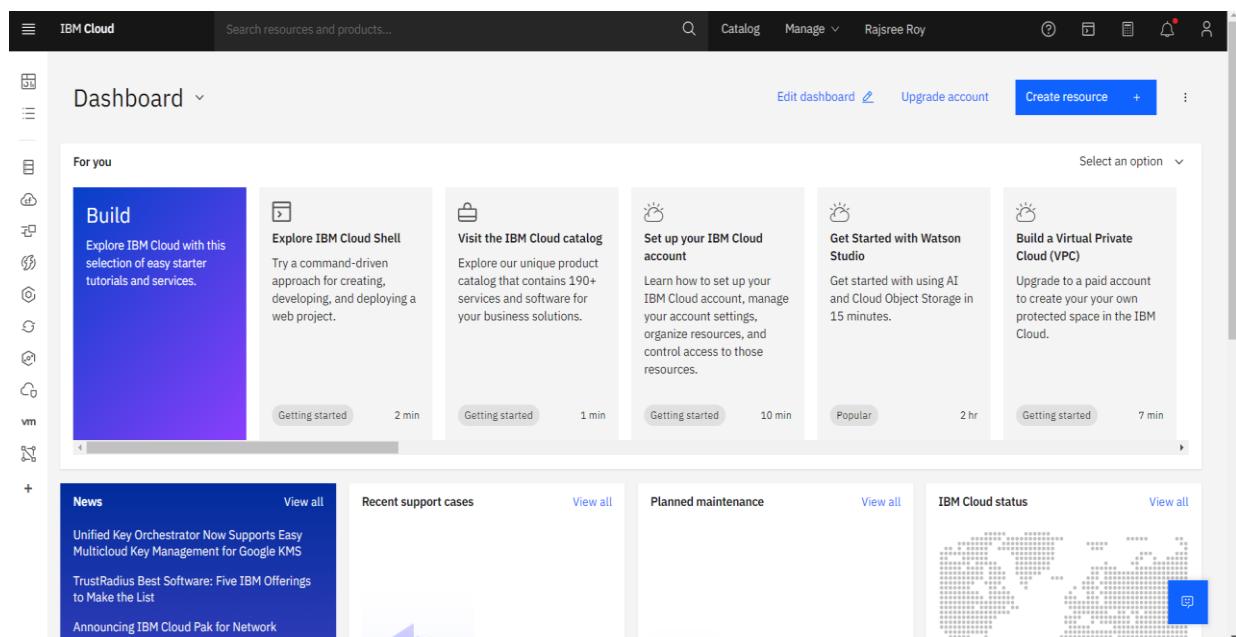 IBM Cloud
Search resources and products...
Catalog
Manage
Rajsree Roy
Dashboard
Edit dashboard
Upgrade account
Create resource +
For you
Select an option
Build
Explore IBM Cloud with this
selection of easy starter
tutorials and services.
Explore IBM Cloud Shell
Try a command-driven
approach for creating,
developing, and deploying a
web project.
Getting started
2 min
Visit the IBM Cloud catalog
Explore our unique product
catalog that contains 190+
services and software for
your business solutions.
Getting started
1 min
Set up your IBM Cloud
account
Learn how to set up your
IBM Cloud account, manage
your account settings,
organize resources, and
control access to those
resources.
Getting started
10 min
Get Started with Watson
Studio
Get started with using AI
and Cloud Object Storage in
15 minutes.
Popular
2 hr
Build a Virtual Private
Cloud (VPC)
Upgrade to a paid account
to create your your own
protected space in the IBM
Cloud.
Getting started
7 min
vm
News
View all
Unified Key Orchestrator Now Supports Easy
Multicloud Key Management for Google KMS
TrustRadius Best Software: Five IBM Offerings
to Make the List
Announcing IBM Cloud Pak for Network
Recent support cases
View all
Planned maintenance
View all
IBM Cloud status
View all